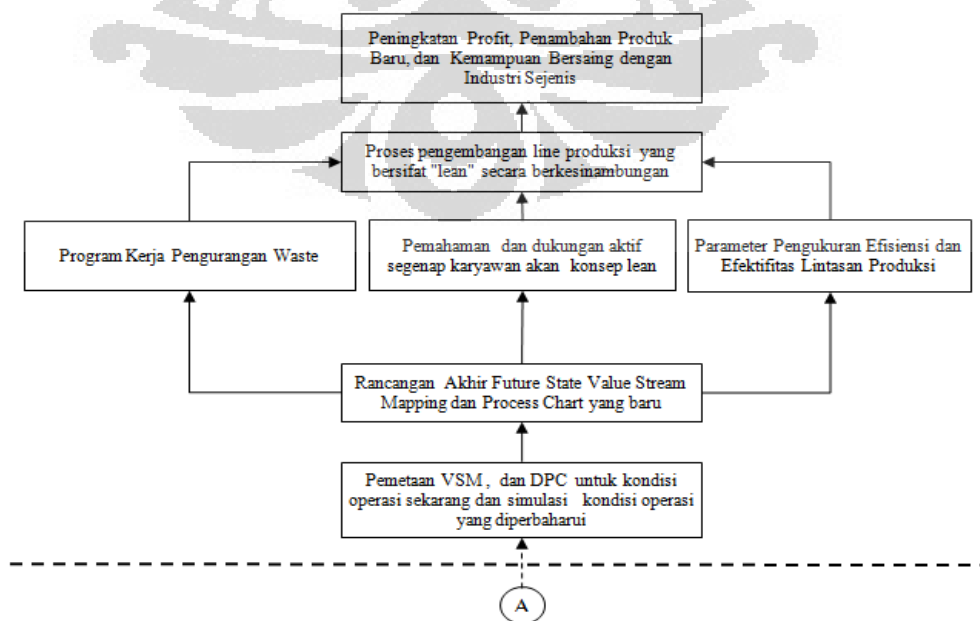 Peningkatan Profit, Penambahan Produk
Baru, dan Kemampuan Bersaing dengan
Industri Sejenis
Proses pengembangan line produksi yang
bersifat "lean" secara berkesinambungan
Program Kerja Pengurangan Waste
Pemahaman dan dukungan aktif
segenap karyawan akan konsep lean
Parameter Pengukuran Efisiensi dan
Efektifitas Lintasan Produksi
Rancangan Akhir Future State Value Stream
Mapping dan Process Chart yang baru
Pemetaan VSM , dan DPC untuk kondisi
operasi sekarang dan simulasi kondisi operasi
yang diperbaharui
A